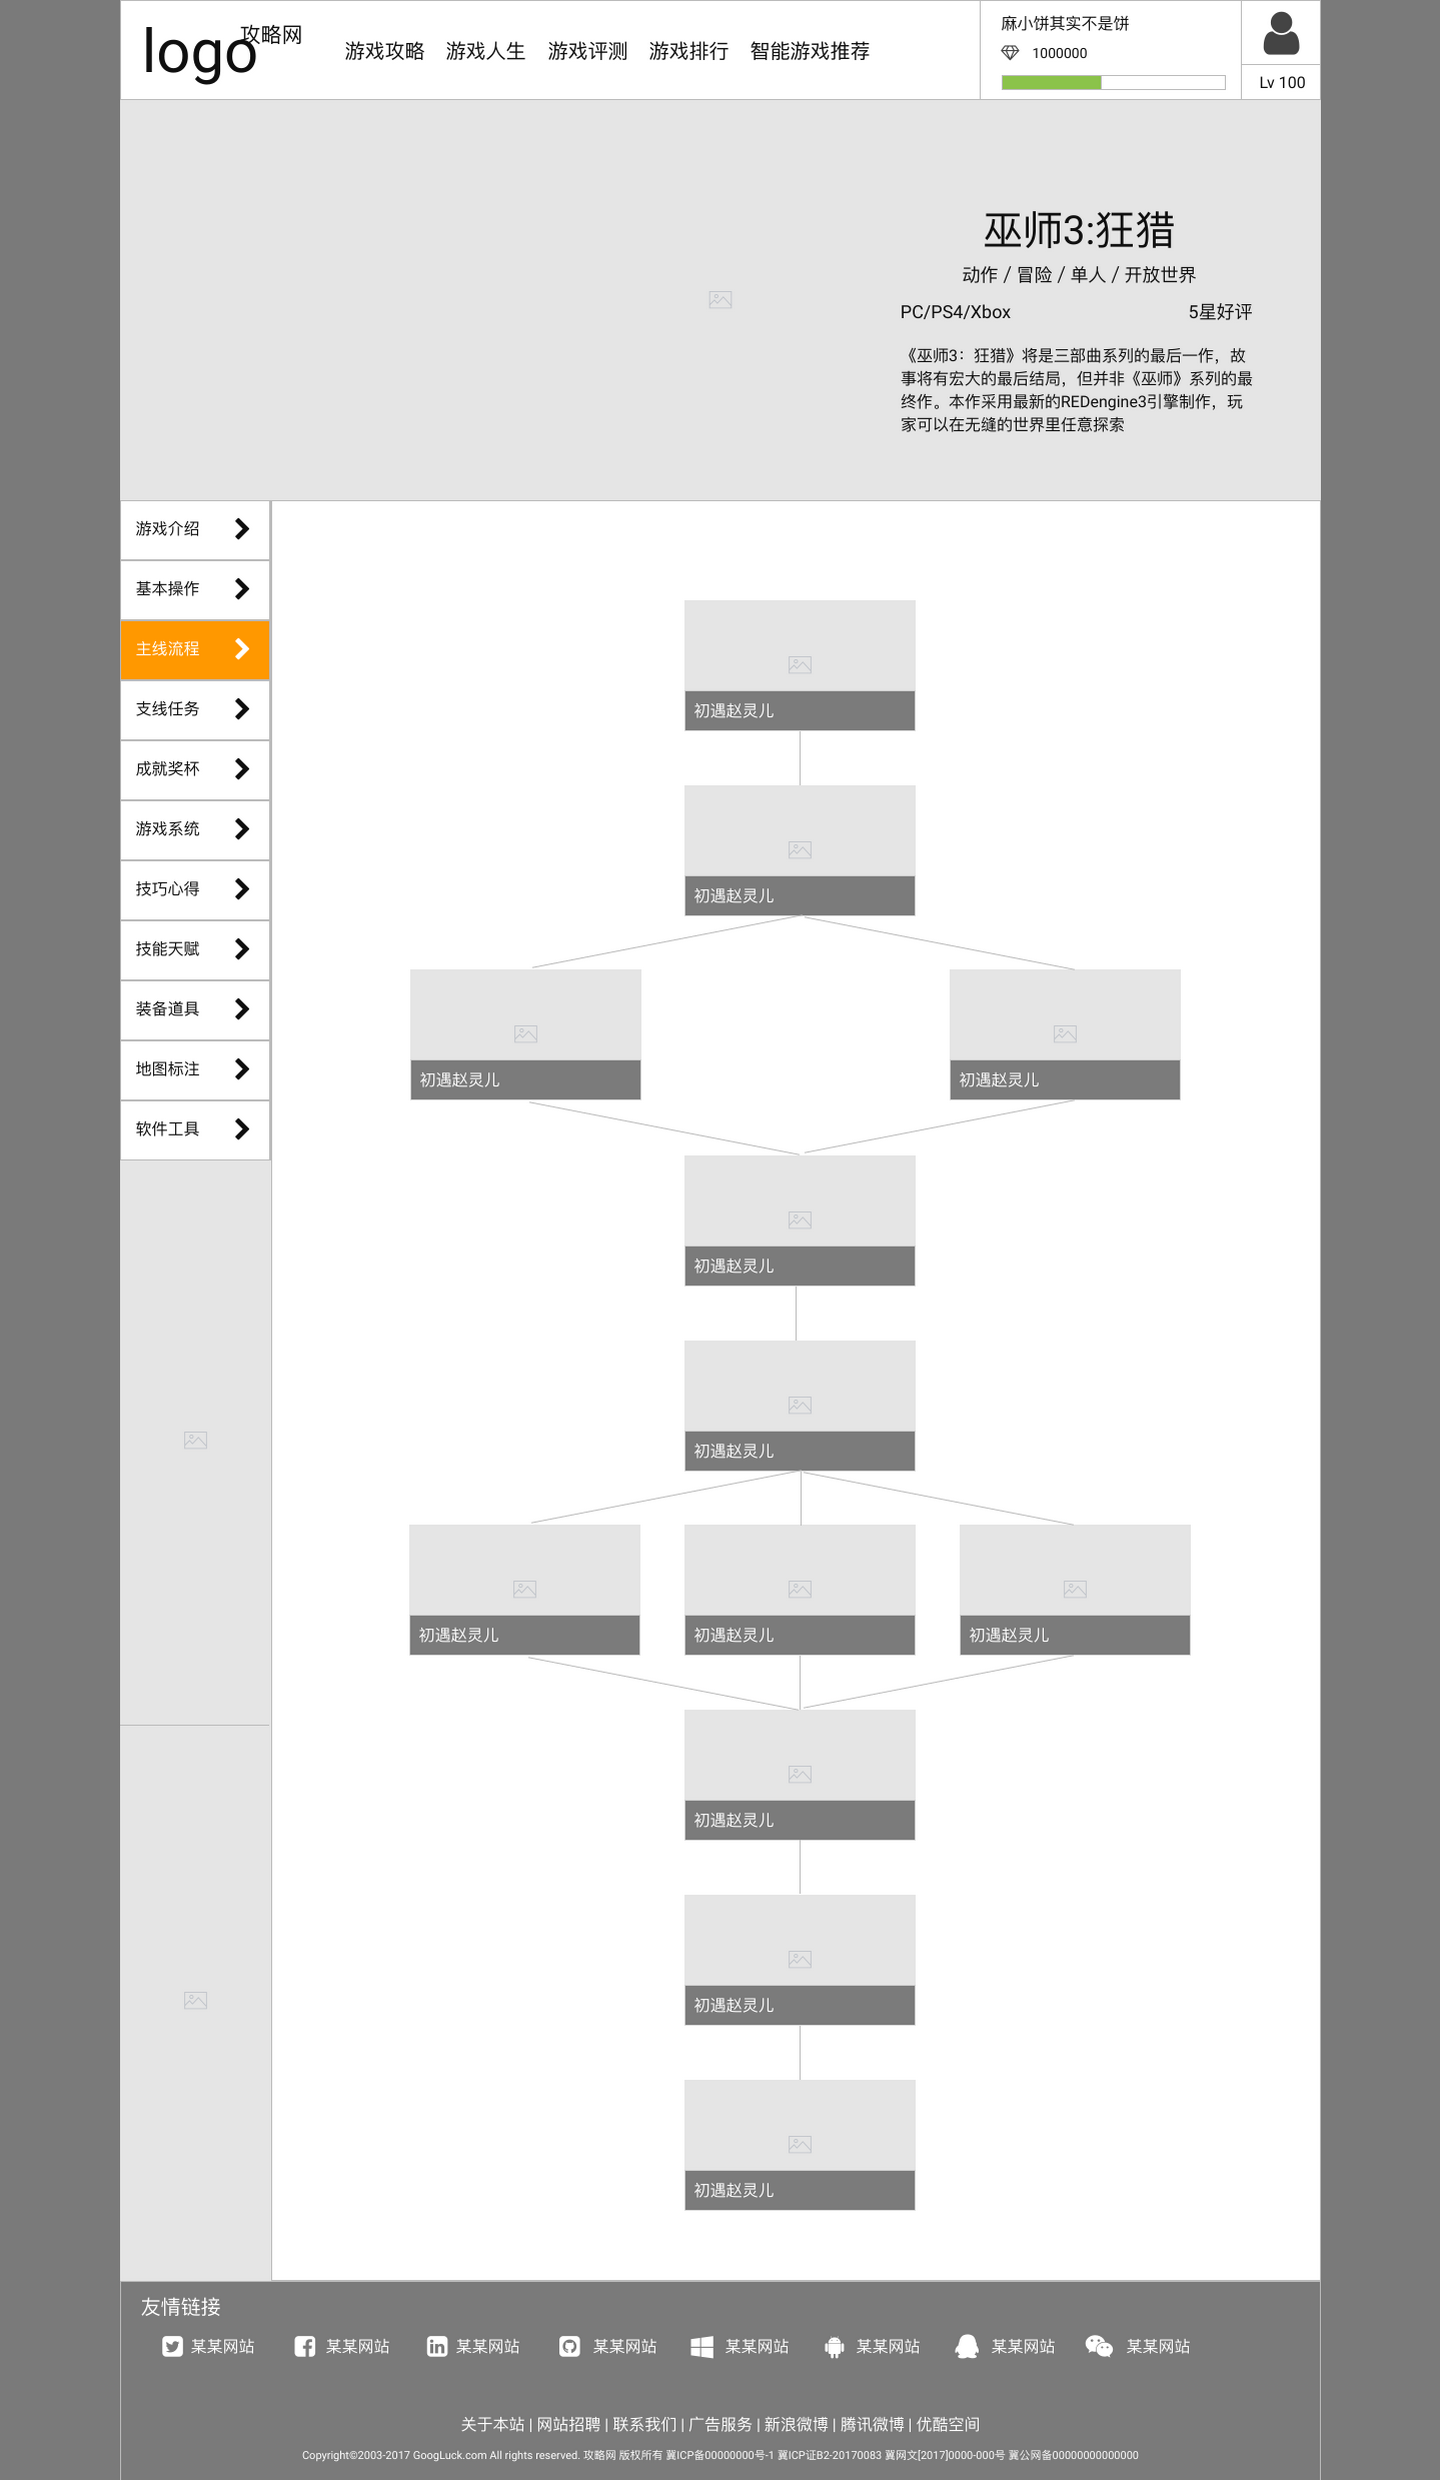 logo
攻略网
游戏攻略 游戏人生 游戏评测 游戏排行 智能游戏推荐
麻小饼其实不是饼
1000000
Lv 100
巫师3:狂猎
动作 / 冒险 / 单人 / 开放世界
PC/PS4/Xbox 5星好评
《巫师3：狂猎》将是三部曲系列的最后一作，故
事将有宏大的最后结局，但并非《巫师》系列的最
终作。本作采用最新的REDengine3引擎制作，玩
家可以在无缝的世界里任意探索
游戏介绍
基本操作
主线流程
支线任务
成就奖杯
游戏系统
技巧心得
技能天赋
装备道具
地图标注
软件工具
初遇赵灵儿
初遇赵灵儿
初遇赵灵儿 初遇赵灵儿
初遇赵灵儿
初遇赵灵儿
初遇赵灵儿 初遇赵灵儿 初遇赵灵儿
初遇赵灵儿
初遇赵灵儿
初遇赵灵儿
友情链接
某某网站 某某网站 某某网站 某某网站 某某网站 某某网站 某某网站 某某网站
关于本站 | 网站招聘 | 联系我们 | 广告服务 | 新浪微博 | 腾讯微博 | 优酷空间
Copyright©2003-2017 GoogLuck.com All rights reserved. 攻略网 版权所有 冀ICP备00000000号-1 冀ICP证B2-20170083 冀网文[2017]0000-000号 冀公网备00000000000000